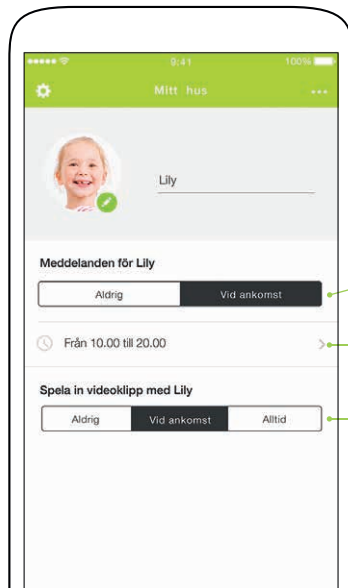 9:41 100%
Mitt hus
Lily
Meddelanden för Lily
Aldrig Vid ankomst
Från 10.00 till 20.00
Spela in videoklipp med Lily
Aldrig Vid ankomst Alltid